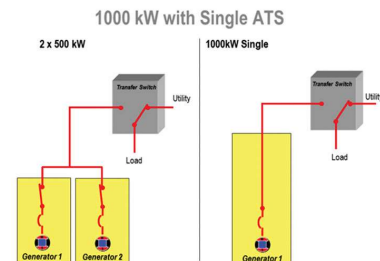 1000 kW with Single ATS
2 x 500 kW
1000kW Single
Transfer Switch
Utility
Load
Generator 1
Generator 2
Transfer Switch
Utility
Load
Generator 1